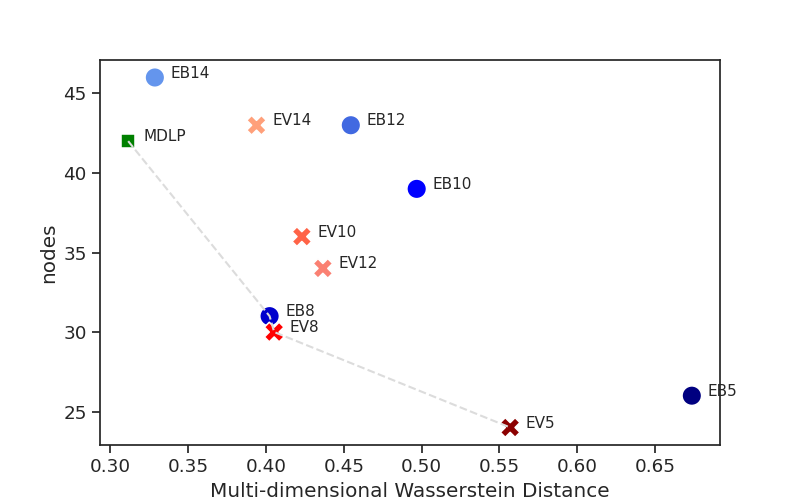 EB14
45
EV14
EB12
MDLP
40
EB10
EV10
35
EV12
nodes
EB8
EV8
30
EB5
25
EV5
0.30 0.35 0.40 0.45 0.50 0.55 0.60 0.65
Multi-dimensional Wasserstein Distance